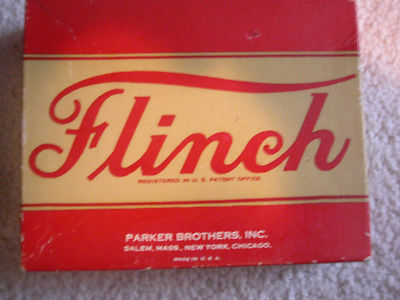 Flinch
REGISTERED IN U. S. PATENT OFFICE
PARKER BROTHERS, INC.
SALEM, MASS., NEW YORK, CHICAGO,
MADE IN U. S. A.